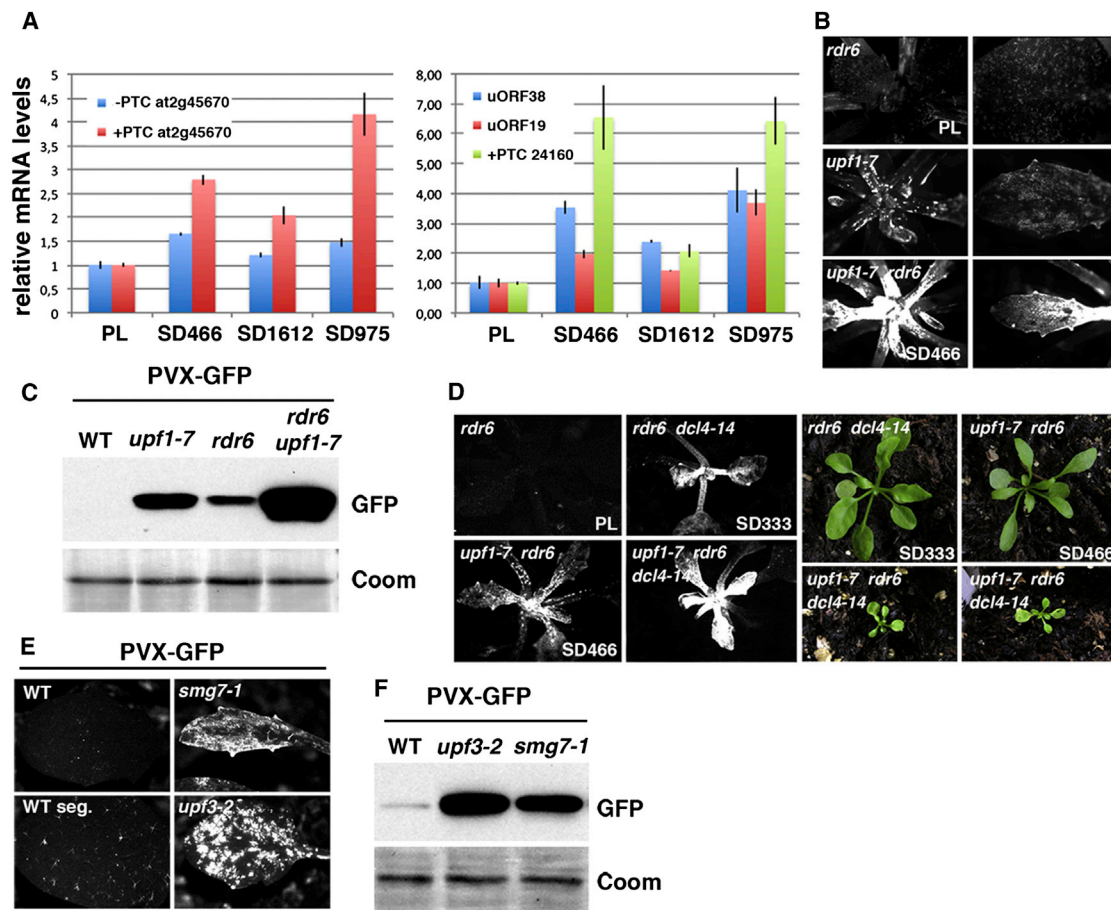 A
relative mRNA levels
5
4,5
4
3,5
3
2,5
2
1,5
1
0,5
0
-PTC at2g45670
+PTC at2g45670
PL SD466 SD1612 SD975
8,00
7,00
6,00
5,00
4,00
3,00
2,00
1,00
0,00
uORF38
uORF19
+PTC 24160
PL SD466 SD1612 SD975
B
rdr6
PL
upf1-7
upf1-7 rdr6
SD466
C
PVX-GFP
WT upf1-7 rdr6 rdr6
upf1-7
GFP
Coom
D
rdr6
PL
rdr6 dcl4-14
SD333
upf1-7 rdr6
SD466
upf1-7 rdr6
dcl4-14
rdr6 dcl4-14
SD333
upf1-7 rdr6
SD466
upf1-7 rdr6
dcl4-14
upf1-7 rdr6
dcl4-14
E
PVX-GFP
WT
smg7-1
WT seg.
upf3-2
F
PVX-GFP
WT upf3-2 smg7-1
GFP
Coom